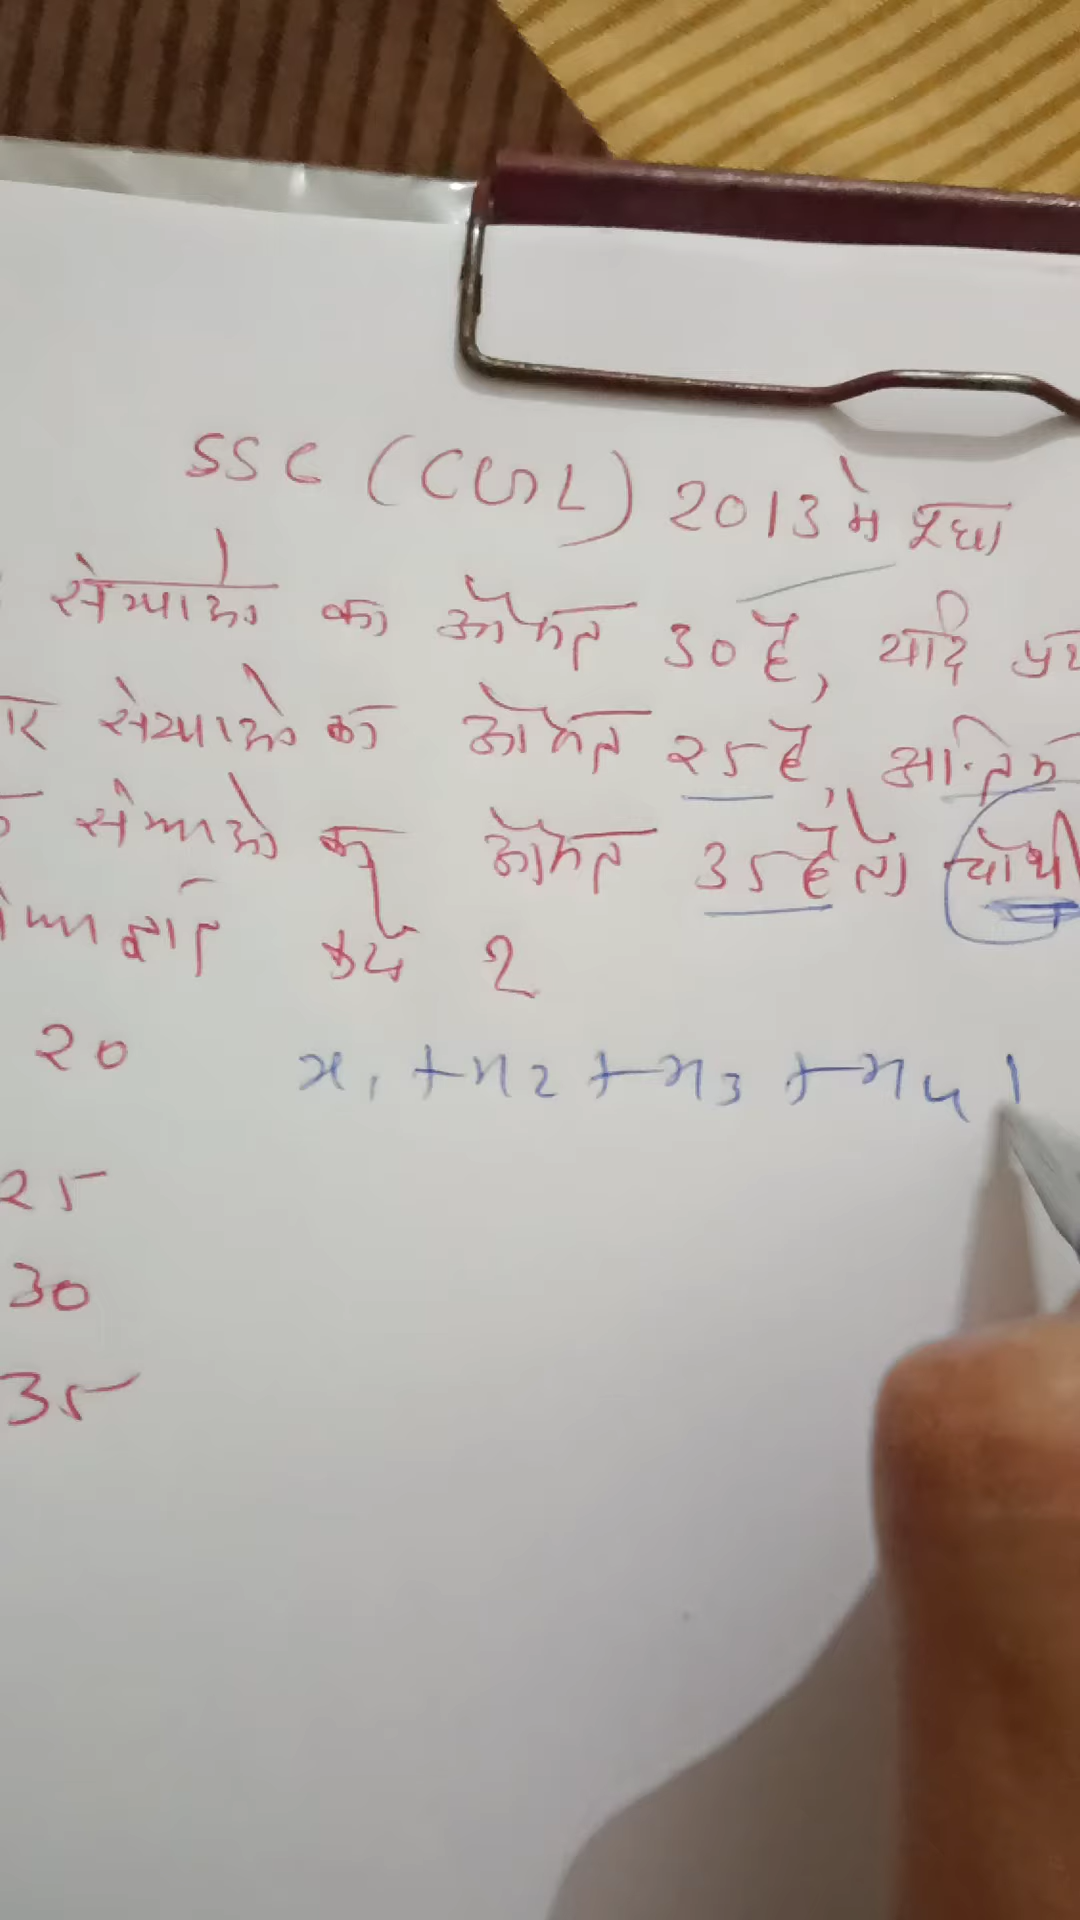 SSC (CGL) 2013 में पूछा
संख्याओं का औसत 30 है, यदि प्र
संख्याओं का औसत 25 है, अन्तिम
संख्याओं का औसत 35 है तो चौथी
ज्ञात करें ?
20 x1 + x2 + x3 + x4
25
30
35